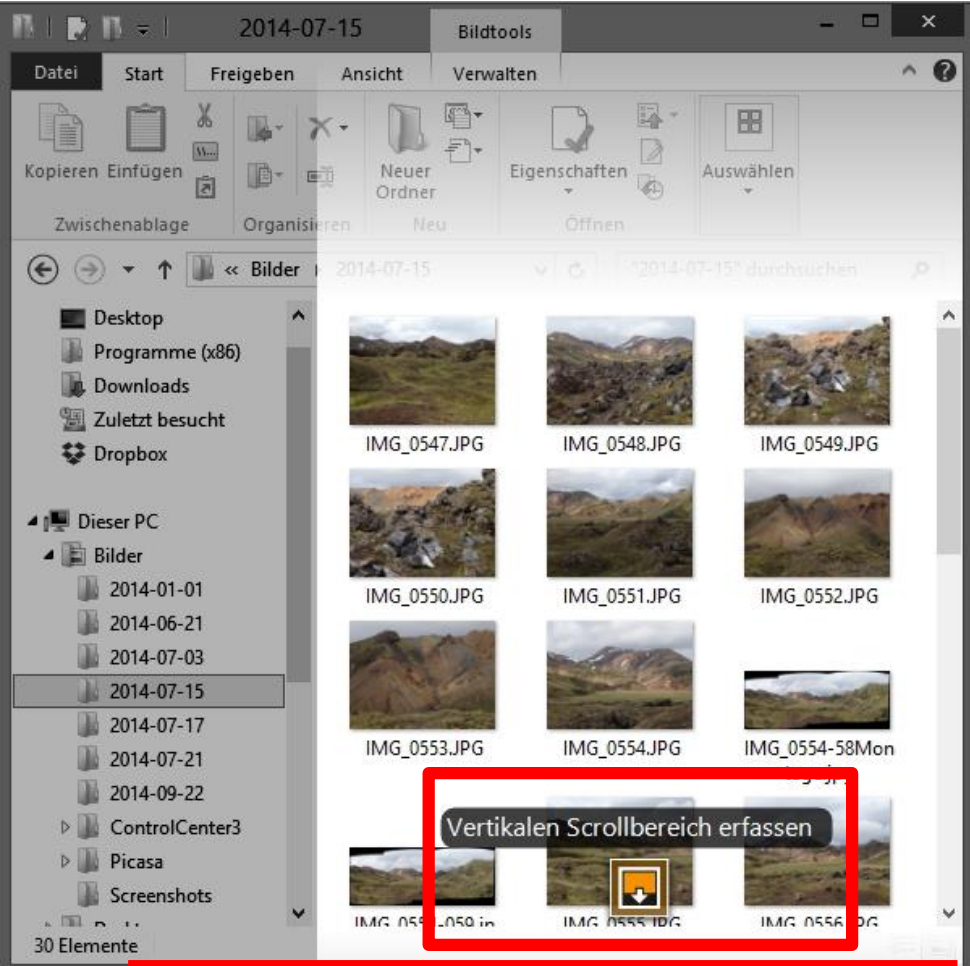 2014-07-15
Bildtools
Datei Start Freigeben Ansicht Verwalten
Kopieren Einfügen
Neuer
Ordner
Eigenschaften
Auswählen
Zwischenablage Organisieren Neu Öffnen
« Bilder 2014-07-15 "2014-07-15" durchsuchen
Desktop
Programme (x86)
Downloads
Zuletzt besucht
Dropbox
Dieser PC
Bilder
2014-01-01
2014-06-21
2014-07-03
2014-07-15
2014-07-17
2014-07-21
2014-09-22
ControlCenter3
Picasa
Screenshots
30 Elemente
IMG_0547.JPG IMG_0548.JPG IMG_0549.JPG
IMG_0550.JPG IMG_0551.JPG IMG_0552.JPG
IMG_0553.JPG IMG_0554.JPG IMG_0554-58Mon
Vertikalen Scrollbereich erfassen
IMG_0555.JPG IMG_0556.JPG